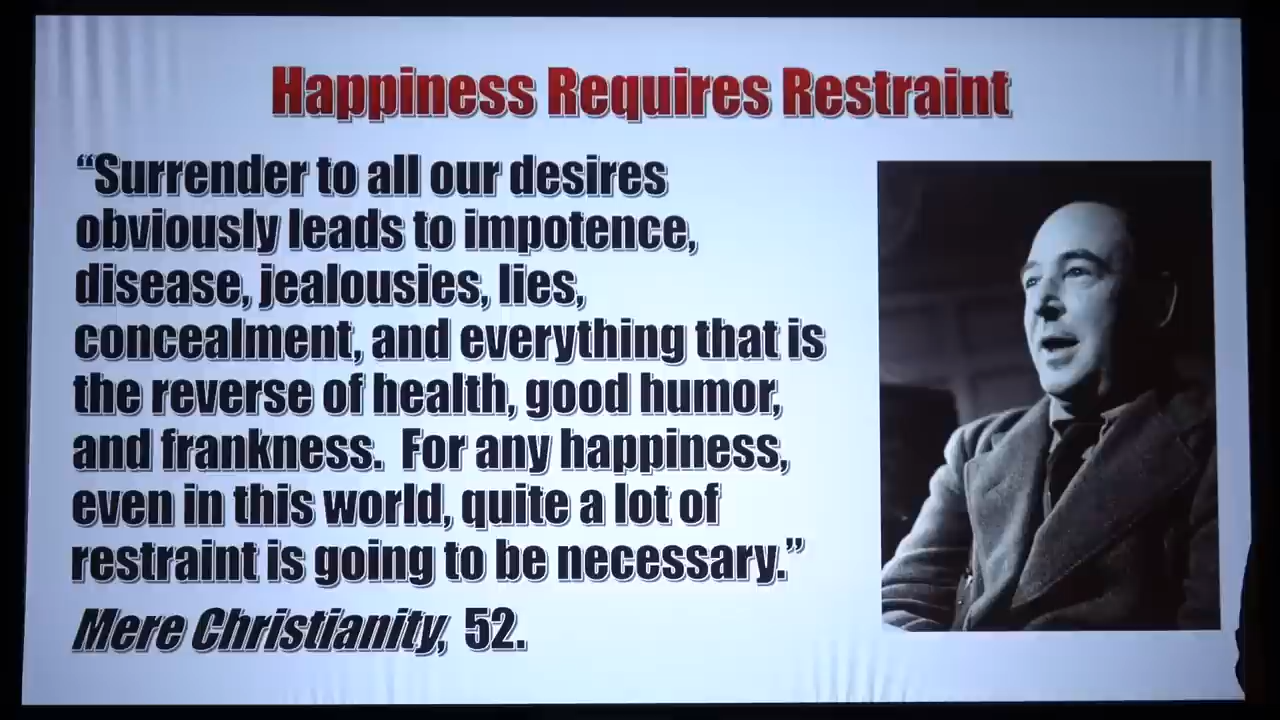 Happiness Requires Restraint
“Surrender to all our desires
obviously leads to impotence,
disease, jealousies, lies,
concealment, and everything that is
the reverse of health, good humor,
and frankness.  For any happiness,
even in this world, quite a lot of
restraint is going to be necessary.”
Mere Christianity, 52.